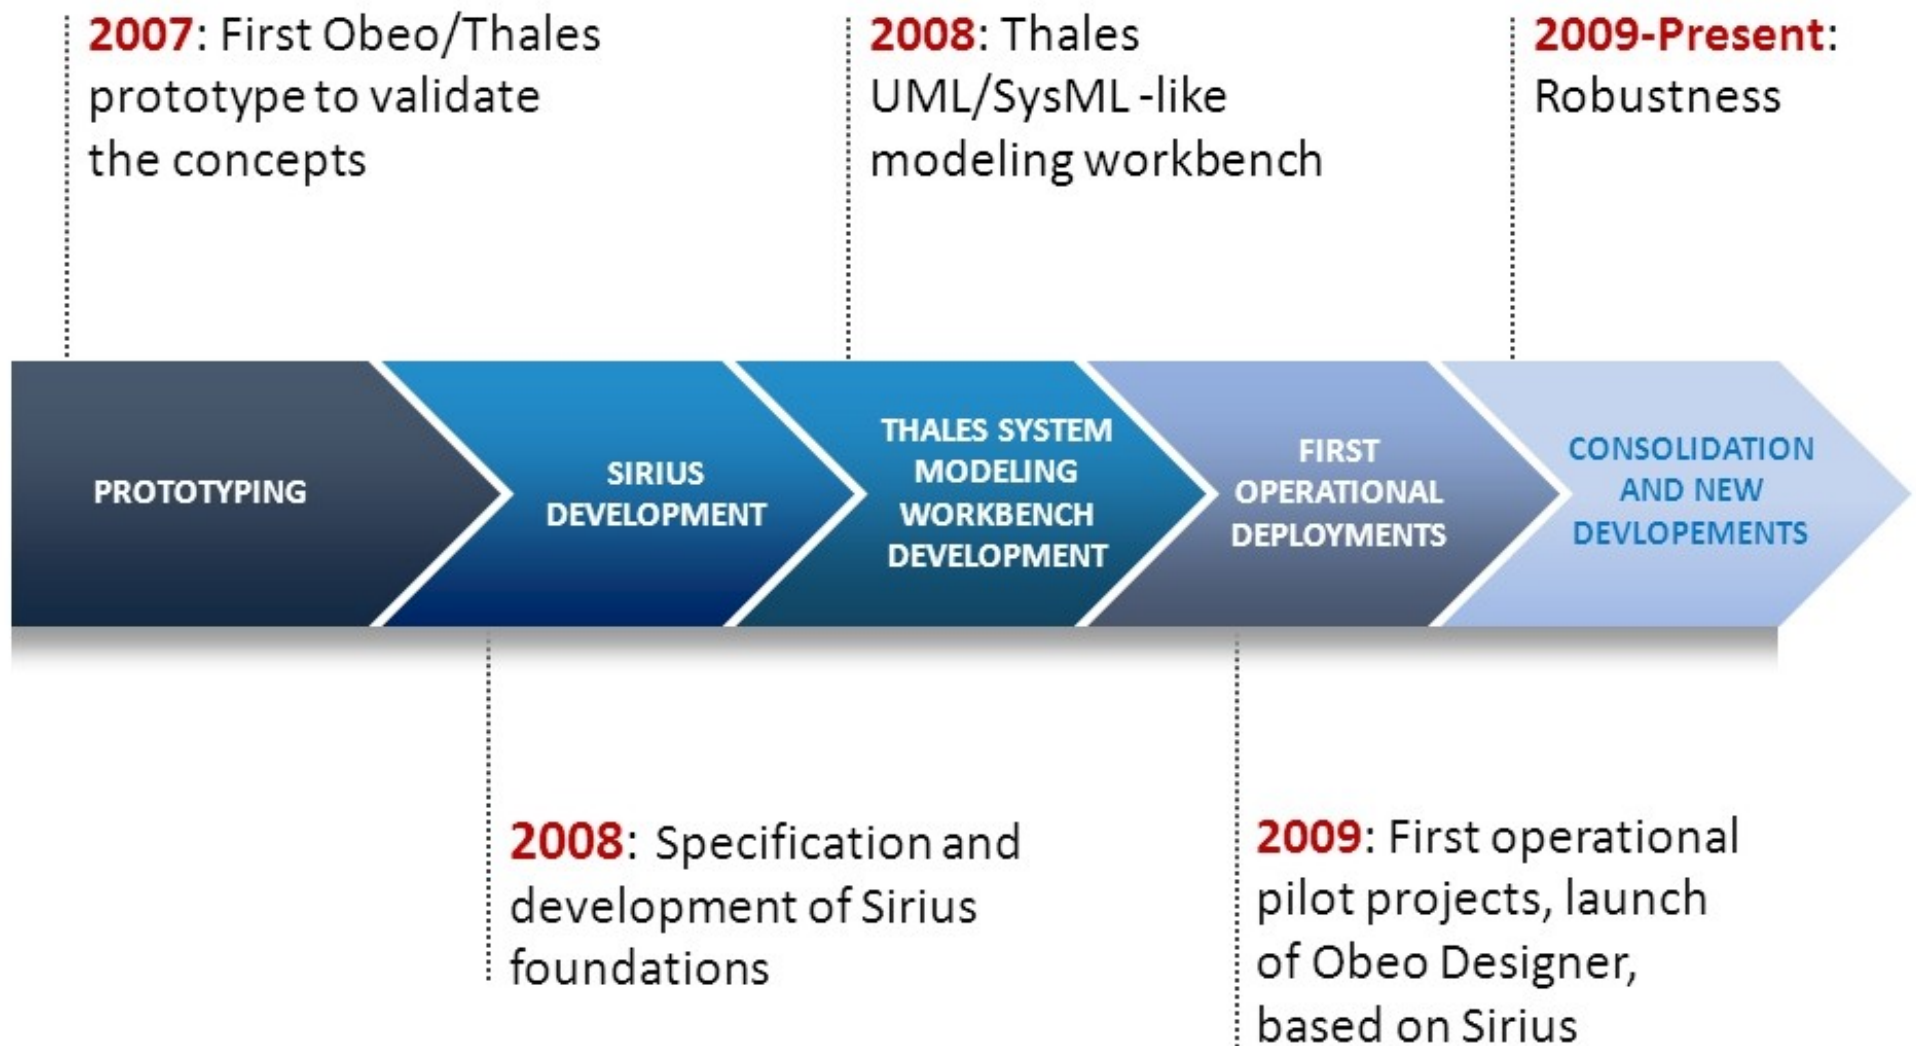 2007: First Obeo/Thales
prototype to validate
the concepts
2008: Thales
UML/SysML -like
modeling workbench
2009-Present:
Robustness
PROTOTYPING
SIRIUS
DEVELOPMENT
THALES SYSTEM
MODELING
WORKBENCH
DEVELOPMENT
FIRST
OPERATIONAL
DEPLOYMENTS
CONSOLIDATION
AND NEW
DEVLOPEMENTS
2008: Specification and
development of Sirius
foundations
2009: First operational
pilot projects, launch
of Obeo Designer,
based on Sirius